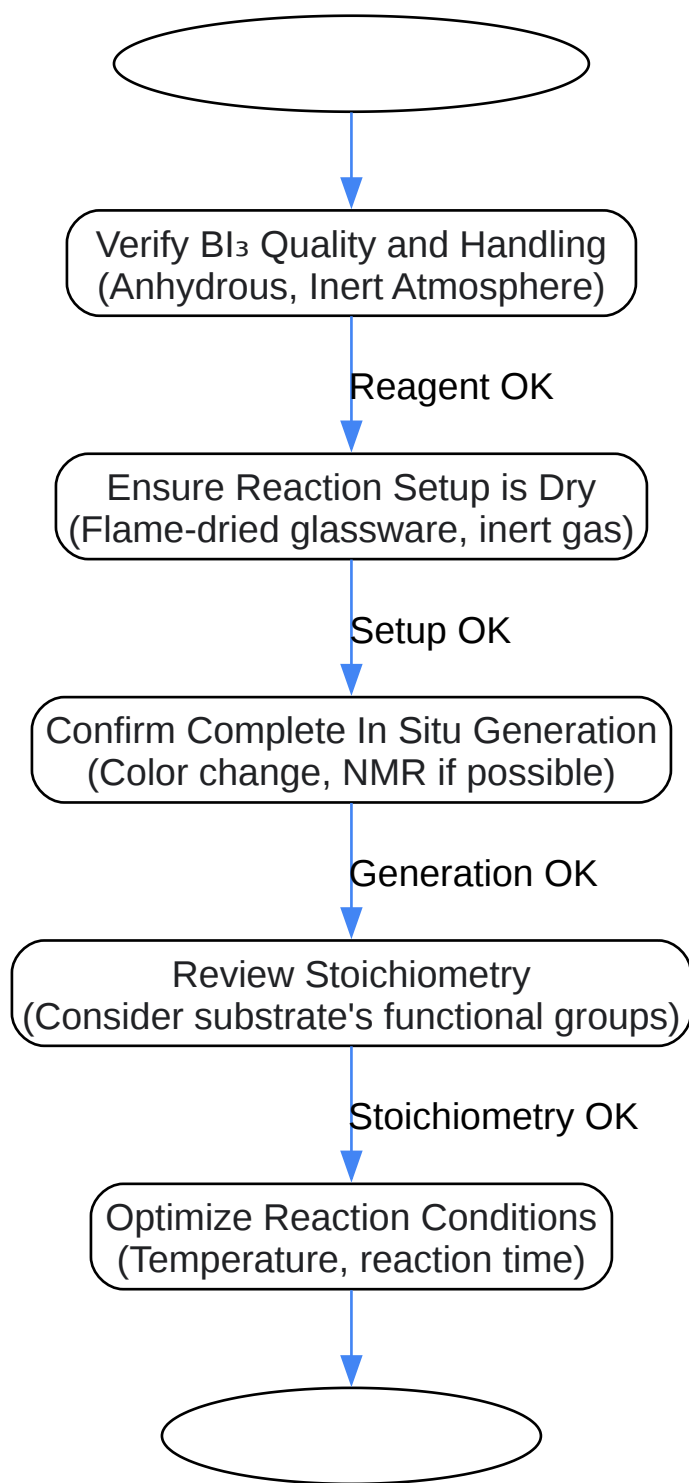 Verify BI₃ Quality and Handling
(Anhydrous, Inert Atmosphere)
Reagent OK
Ensure Reaction Setup is Dry
(Flame-dried glassware, inert gas)
Setup OK
Confirm Complete In Situ Generation
(Color change, NMR if possible)
Generation OK
Review Stoichiometry
(Consider substrate's functional groups)
Stoichiometry OK
Optimize Reaction Conditions
(Temperature, reaction time)